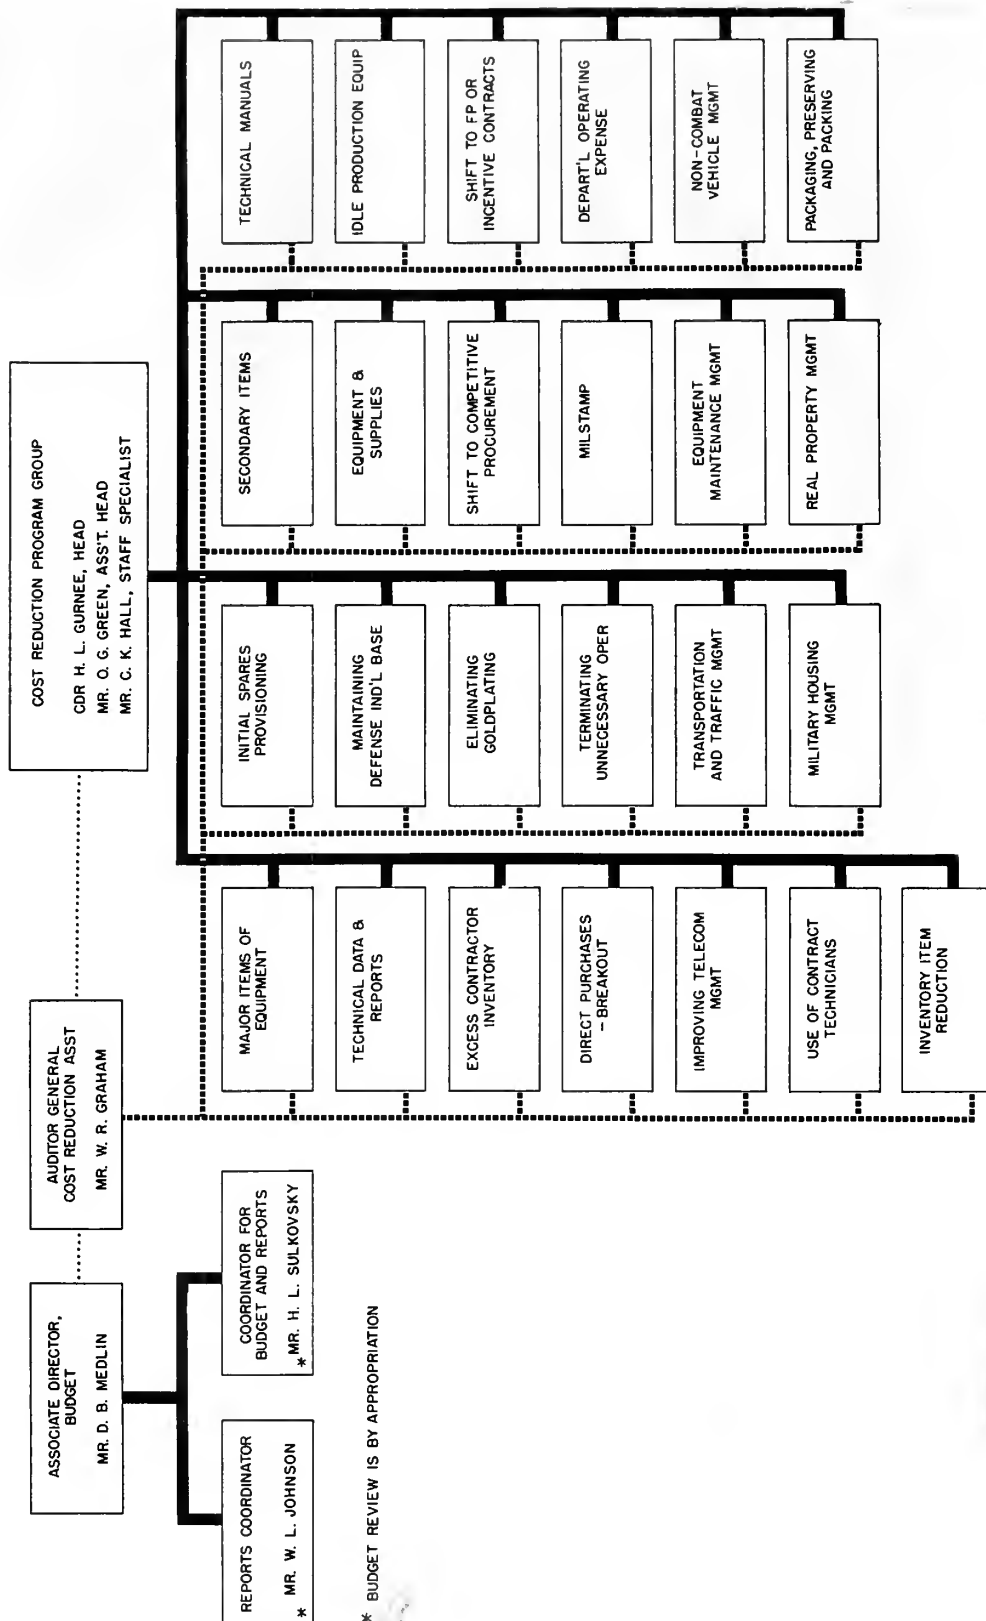 ASSOCIATE DIRECTOR,
BUDGET
MR. D. B. MEDLIN
AUDITOR GENERAL
COST REDUCTION ASST
MR. W. R. GRAHAM
COST REDUCTION PROGRAM GROUP
CDR H. L. GURNEE, HEAD
MR. O. G. GREEN, ASS'T. HEAD
MR. C. K. HALL, STAFF SPECIALIST
REPORTS COORDINATOR
* MR. W. L. JOHNSON
COORDINATOR FOR
BUDGET AND REPORTS
* MR. H. L. SULKOVSKY
* BUDGET REVIEW IS BY APPROPRIATION
MAJOR ITEMS OF
EQUIPMENT
TECHNICAL DATA &
REPORTS
EXCESS CONTRACTOR
INVENTORY
DIRECT PURCHASES
- BREAKOUT
IMPROVING TELECOM
MGMT
USE OF CONTRACT
TECHNICIANS
INVENTORY ITEM
REDUCTION
INITIAL SPARES
PROVISIONING
MAINTAINING
DEFENSE IND'L BASE
ELIMINATING
GOLDPLATING
TERMINATING
UNNECESSARY OPER
TRANSPORTATION
AND TRAFFIC MGMT
MILITARY HOUSING
MGMT
SECONDARY ITEMS
EQUIPMENT &
SUPPLIES
SHIFT TO COMPETITIVE
PROCUREMENT
MILSTAMP
EQUIPMENT
MAINTENANCE MGMT
REAL PROPERTY MGMT
TECHNICAL MANUALS
IDLE PRODUCTION EQUIP
SHIFT TO FP OR
INCENTIVE CONTRACTS
DEPART'L OPERATING
EXPENSE
NON-COMBAT
VEHICLE MGMT
PACKAGING, PRESERVING
AND PACKING